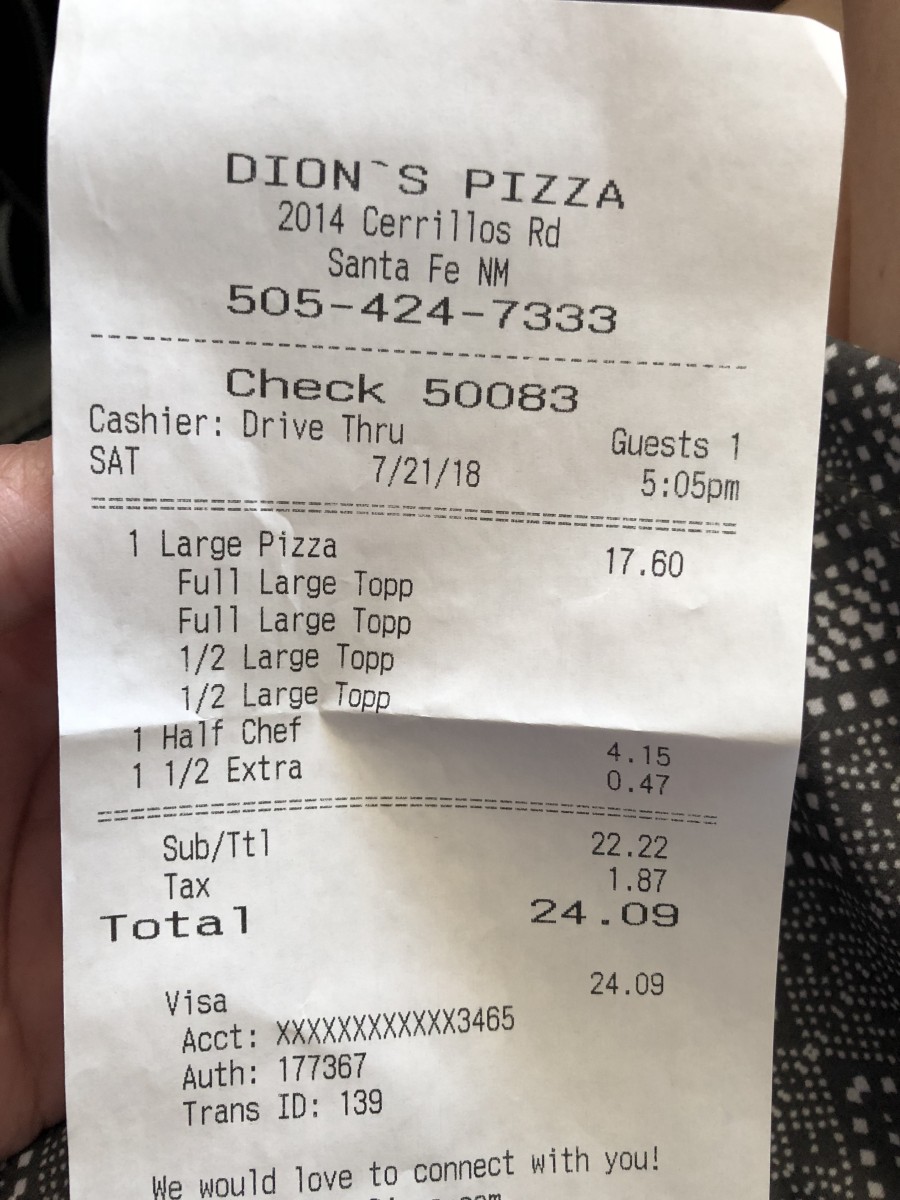 DION`S PIZZA
2014 Cerrillos Rd
Santa Fe NM
505-424-7333
Check 50083
Cashier: Drive Thru Guests 1
SAT 7/21/18 5:05pm
1 Large Pizza 17.60
Full Large Topp
Full Large Topp
1/2 Large Topp
1/2 Large Topp
1 Half Chef 4.15
1 1/2 Extra 0.47
Sub/Ttl 22.22
Tax 1.87
Total 24.09
Visa 24.09
Acct: XXXXXXXXXXXX3465
Auth: 177367
Trans ID: 139
We would love to connect with you!